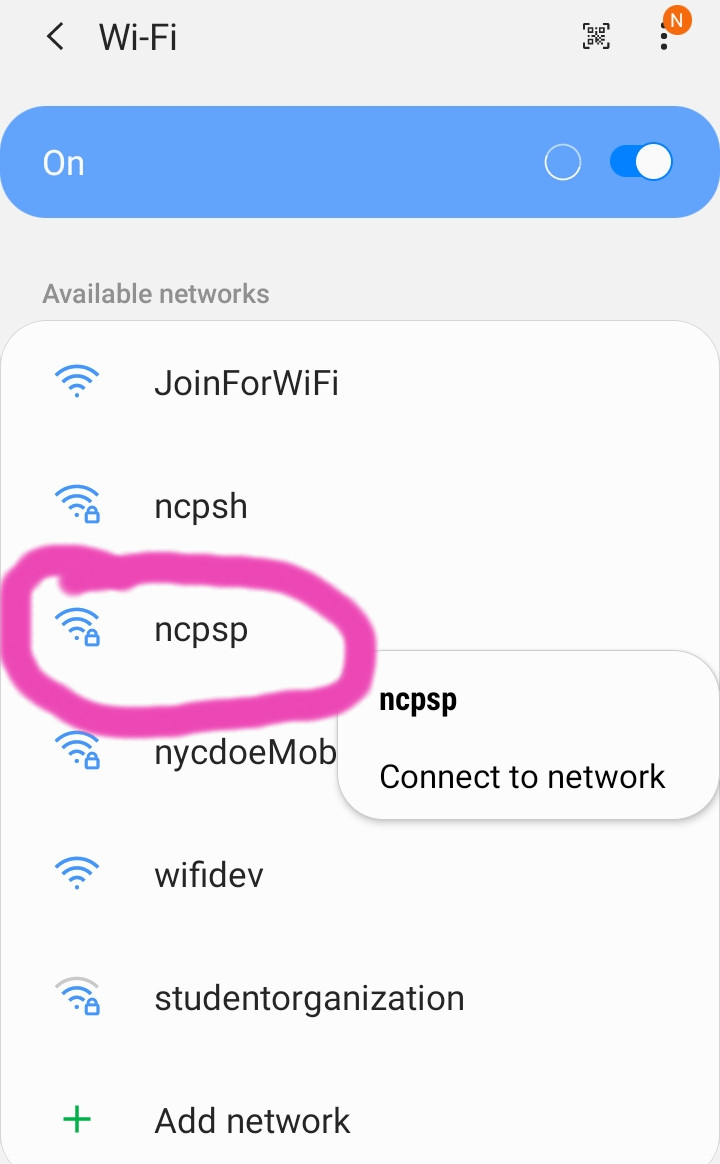 Wi-Fi
N
On
Available networks
JoinForWiFi
ncpsh
ncpsp
ncpsp
nycdoeMob
Connect to network
wifidev
studentorganization
Add network